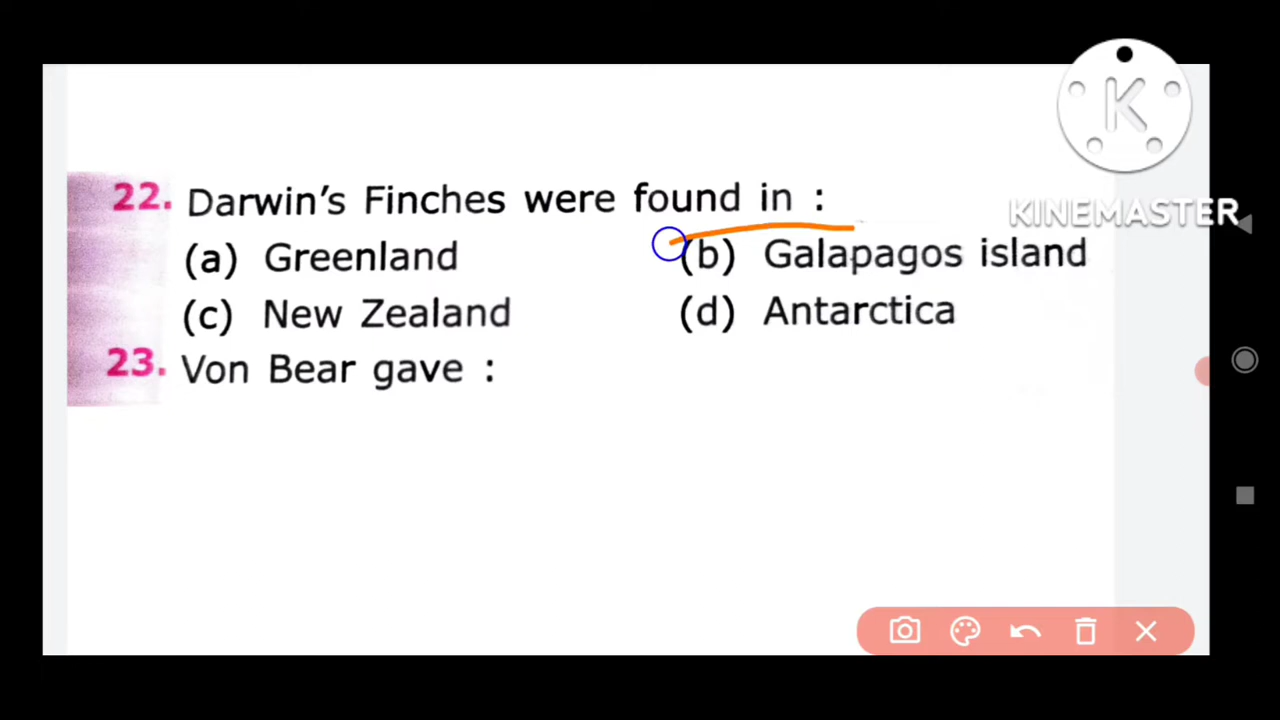 K
KINEMASTER
22. Darwin's Finches were found in :
(a) Greenland (b) Galapagos island
(c) New Zealand (d) Antarctica
23. Von Bear gave :